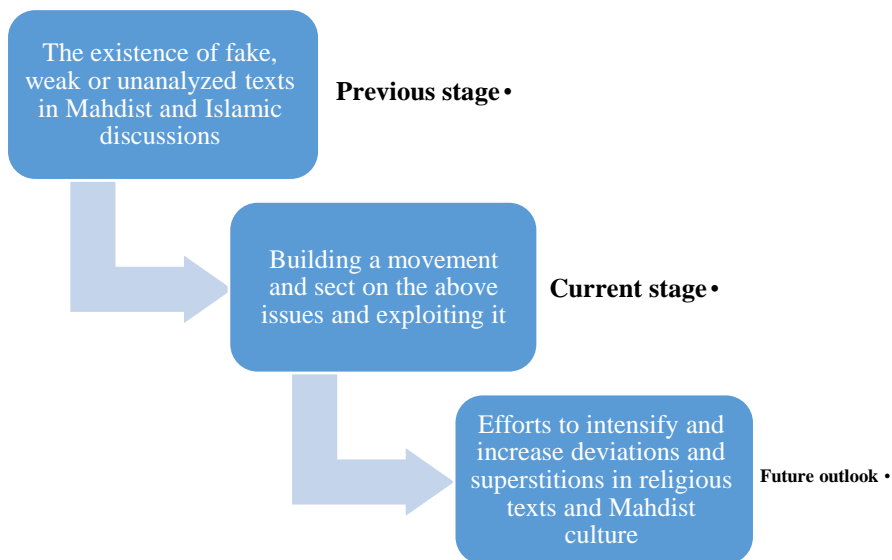 The existence of fake,
weak or unanalyzed texts
in Mahdist and Islamic
discussions
Previous stage •
Building a movement
and sect on the above
issues and exploiting it
Current stage •
Efforts to intensify and
increase deviations and
superstitions in religious
texts and Mahdist
culture
Future outlook •